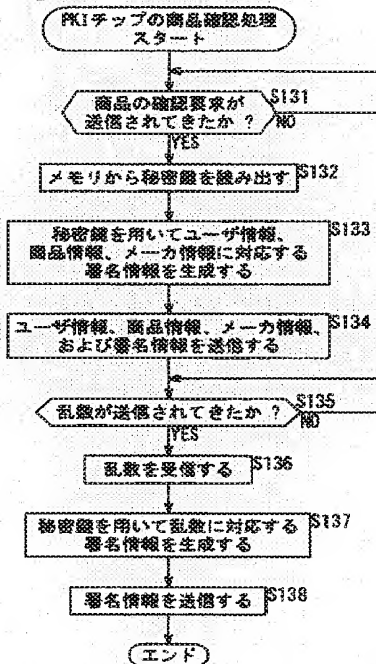 PKIチップの商品確認処理
スタート
商品の確認要求が
送信されてきたか ?
S131
NO
YES
メモリから秘密鍵を読み出す
S132
秘密鍵を用いてユーザ情報、
商品情報、メーカ情報に対応する
署名情報を生成する
S133
ユーザ情報、商品情報、メーカ情報、
および署名情報を送信する
S134
乱数が送信されてきたか ?
S135
NO
YES
乱数を受信する
S136
秘密鍵を用いて乱数に対応する
署名情報を生成する
S137
署名情報を送信する
S138
エンド